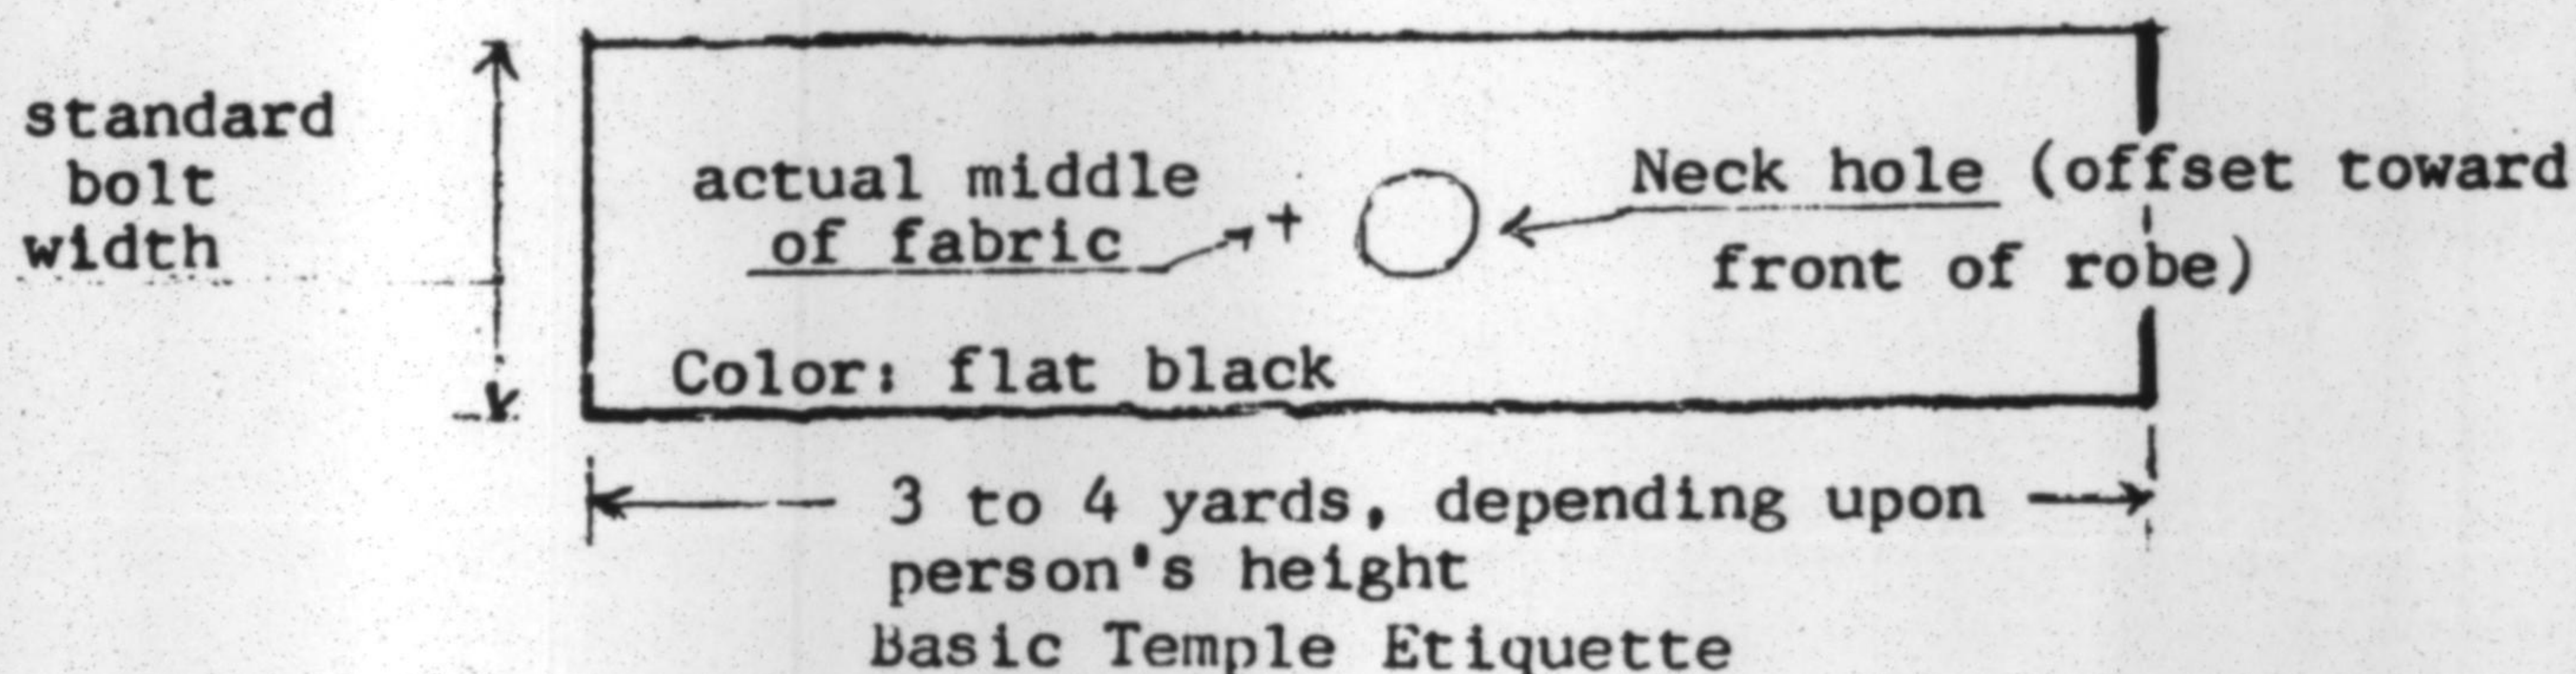 standard
bolt
width
actual middle
of fabric
+
Neck hole (offset toward
front of robe)
Color: flat black
3 to 4 yards, depending upon
person's height
Basic Temple Etiquette